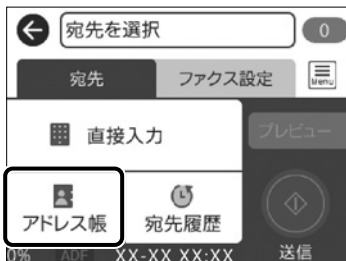 宛先を選択
0
宛先
ファクス設定
Menu
直接入力
プレビュー
アドレス帳
宛先履歴
0% ADF XX-XX XX:XX
送信